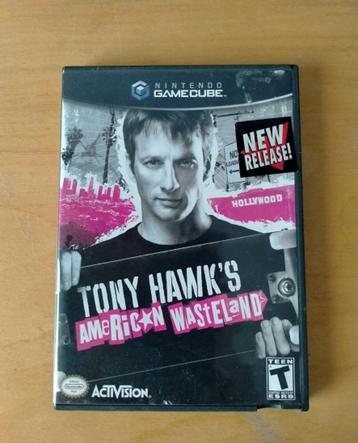 NINTENDO
GAMECUBE
NEW
RELEASE!
HOLLYWOOD
TONY HAWK'S
AMERICAN WASTELAND
ACTIVISION
TEEN
T
ESRB